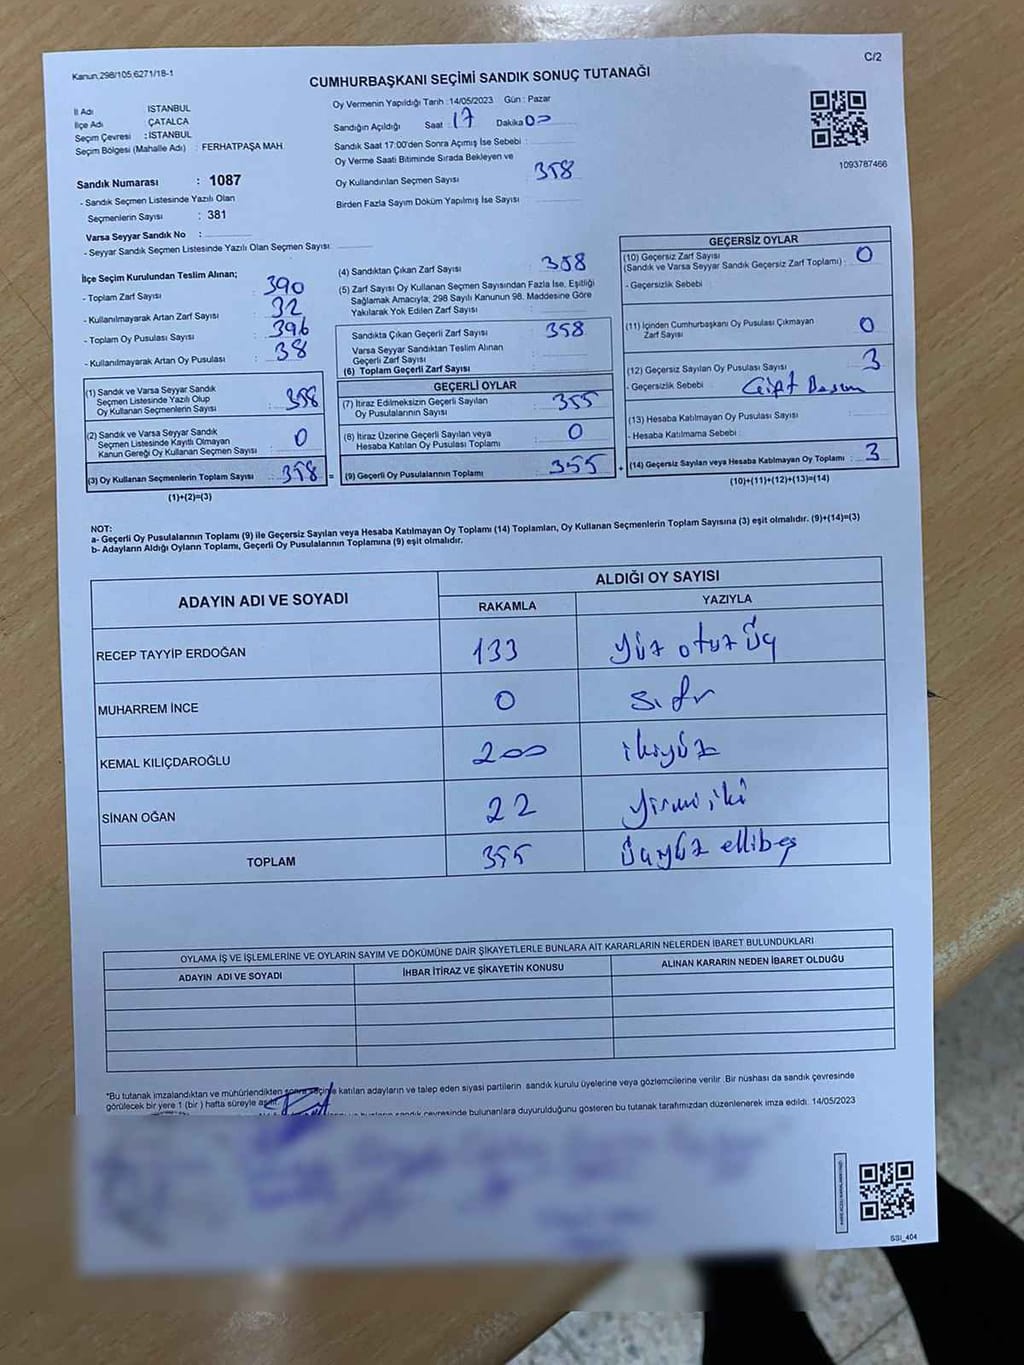 Kanun:298/105;6271/18-1
C/2
CUMHURBAŞKANI SEÇİMİ SANDIK SONUÇ TUTANAĞI
İl Adı İSTANBUL
İlçe Adı ÇATALCA
Seçim Çevresi : İSTANBUL
Seçim Bölgesi (Mahalle Adı) : FERHATPAŞA MAH.
Sandık Numarası : 1087
- Sandık Seçmen Listesinde Yazılı Olan
Seçmenlerin Sayısı : 381
Varsa Seyyar Sandık No :
- Seyyar Sandık Seçmen Listesinde Yazılı Olan Seçmen Sayısı:
Oy Vermenin Yapıldığı Tarih : 14/05/2023 Gün : Pazar
Sandığın Açıldığı Saat 17 Dakika 00
Sandık Saat 17:00'den Sonra Açımış İse Sebebi :
Oy Verme Saati Bitiminde Sırada Bekleyen ve
Oy Kullandırılan Seçmen Sayısı 358
Birden Fazla Sayım Döküm Yapılmış İse Sayısı
1093787466
İlçe Seçim Kurulundan Teslim Alınan;
- Toplam Zarf Sayısı : 390
- Kullanılmayarak Artan Zarf Sayısı : 32
- Toplam Oy Pusulası Sayısı : 396
- Kullanılmayarak Artan Oy Pusulası : 38
(1) Sandık ve Varsa Seyyar Sandık
Seçmen Listesinde Yazılı Olup
Oy Kullanan Seçmenlerin Sayısı : 358
(2) Sandık ve Varsa Seyyar Sandık
Seçmen Listesinde Kayıtlı Olmayan
Kanun Gereği Oy Kullanan Seçmen Sayısı : 0
(3) Oy Kullanan Seçmenlerin Toplam Sayısı : 358 =
(1)+(2)=(3)
(4) Sandıktan Çıkan Zarf Sayısı : 358
(5) Zarf Sayısı Oy Kullanan Seçmen Sayısından Fazla İse, Eşitliği
Sağlamak Amacıyla; 298 Sayılı Kanunun 98. Maddesine Göre
Yakılarak Yok Edilen Zarf Sayısı
Sandıkta Çıkan Geçerli Zarf Sayısı : 358
Varsa Seyyar Sandıktan Teslim Alınan
Geçerli Zarf Sayısı
(6) Toplam Geçerli Zarf Sayısı
GEÇERLİ OYLAR
(7) İtiraz Edilmeksizin Geçerli Sayılan
Oy Pusulalarının Sayısı : 355
(8) İtiraz Üzerine Geçerli Sayılan veya
Hesaba Katılan Oy Pusulası Toplamı : 0
(9) Geçerli Oy Pusulalarının Toplamı : 355 +
GEÇERSİZ OYLAR
(10) Geçersiz Zarf Sayısı
(Sandık ve Varsa Seyyar Sandık Geçersiz Zarf Toplamı) : 0
- Geçersizlik Sebebi :
(11) İçinden Cumhurbaşkanı Oy Pusulası Çıkmayan
Zarf Sayısı : 0
(12) Geçersiz Sayılan Oy Pusulası Sayısı : 3
- Geçersizlik Sebebi : Çift Basım
(13) Hesaba Katılmayan Oy Pusulası Sayısı
- Hesaba Katılmama Sebebi :
(14) Geçersiz Sayılan veya Hesaba Katılmayan Oy Toplamı : 3
(10)+(11)+(12)+(13)=(14)
NOT:
a- Geçerli Oy Pusulalarının Toplamı (9) ile Geçersiz Sayılan veya Hesaba Katılmayan Oy Toplamı (14) Toplamları, Oy Kullanan Seçmenlerin Toplam Sayısına (3) eşit olmalıdır. (9)+(14)=(3)
b- Adayların Aldığı Oyların Toplamı, Geçerli Oy Pusulalarının Toplamına (9) eşit olmalıdır.
ADAYIN ADI VE SOYADI ALDIĞI OY SAYISI
RAKAMLA YAZIYLA
RECEP TAYYİP ERDOĞAN 133 yüz otuz üç
MUHARREM İNCE 0 sıfır
KEMAL KILIÇDAROĞLU 200 ikiyüz
SİNAN OĞAN 22 yirmi iki
TOPLAM 355 üçyüz ellibeş
OYLAMA İŞ VE İŞLEMLERİNE VE OYLARIN SAYIM VE DÖKÜMÜNE DAİR ŞİKAYETLERLE BUNLARA AİT KARARLARIN NELERDEN İBARET BULUNDUKLARI
ADAYIN ADI VE SOYADI İHBAR İTİRAZ VE ŞİKAYETİN KONUSU ALINAN KARARIN NEDEN İBARET OLDUĞU
*Bu tutanak imzalandıktan ve mühürlendikten sonra seçime katılan adayların ve talep eden siyasi partilerin sandık kurulu üyelerine veya gözlemcilerine verilir. Bir nüshası da sandık çevresinde
görülecek bir yere 1 (bir ) hafta süreyle asılır.
sandık çevresinde bulunanlara duyurulduğunu gösteren bu tutanak tarafımızdan düzenlenerek imza edildi. 14/05/2023
SSI_404